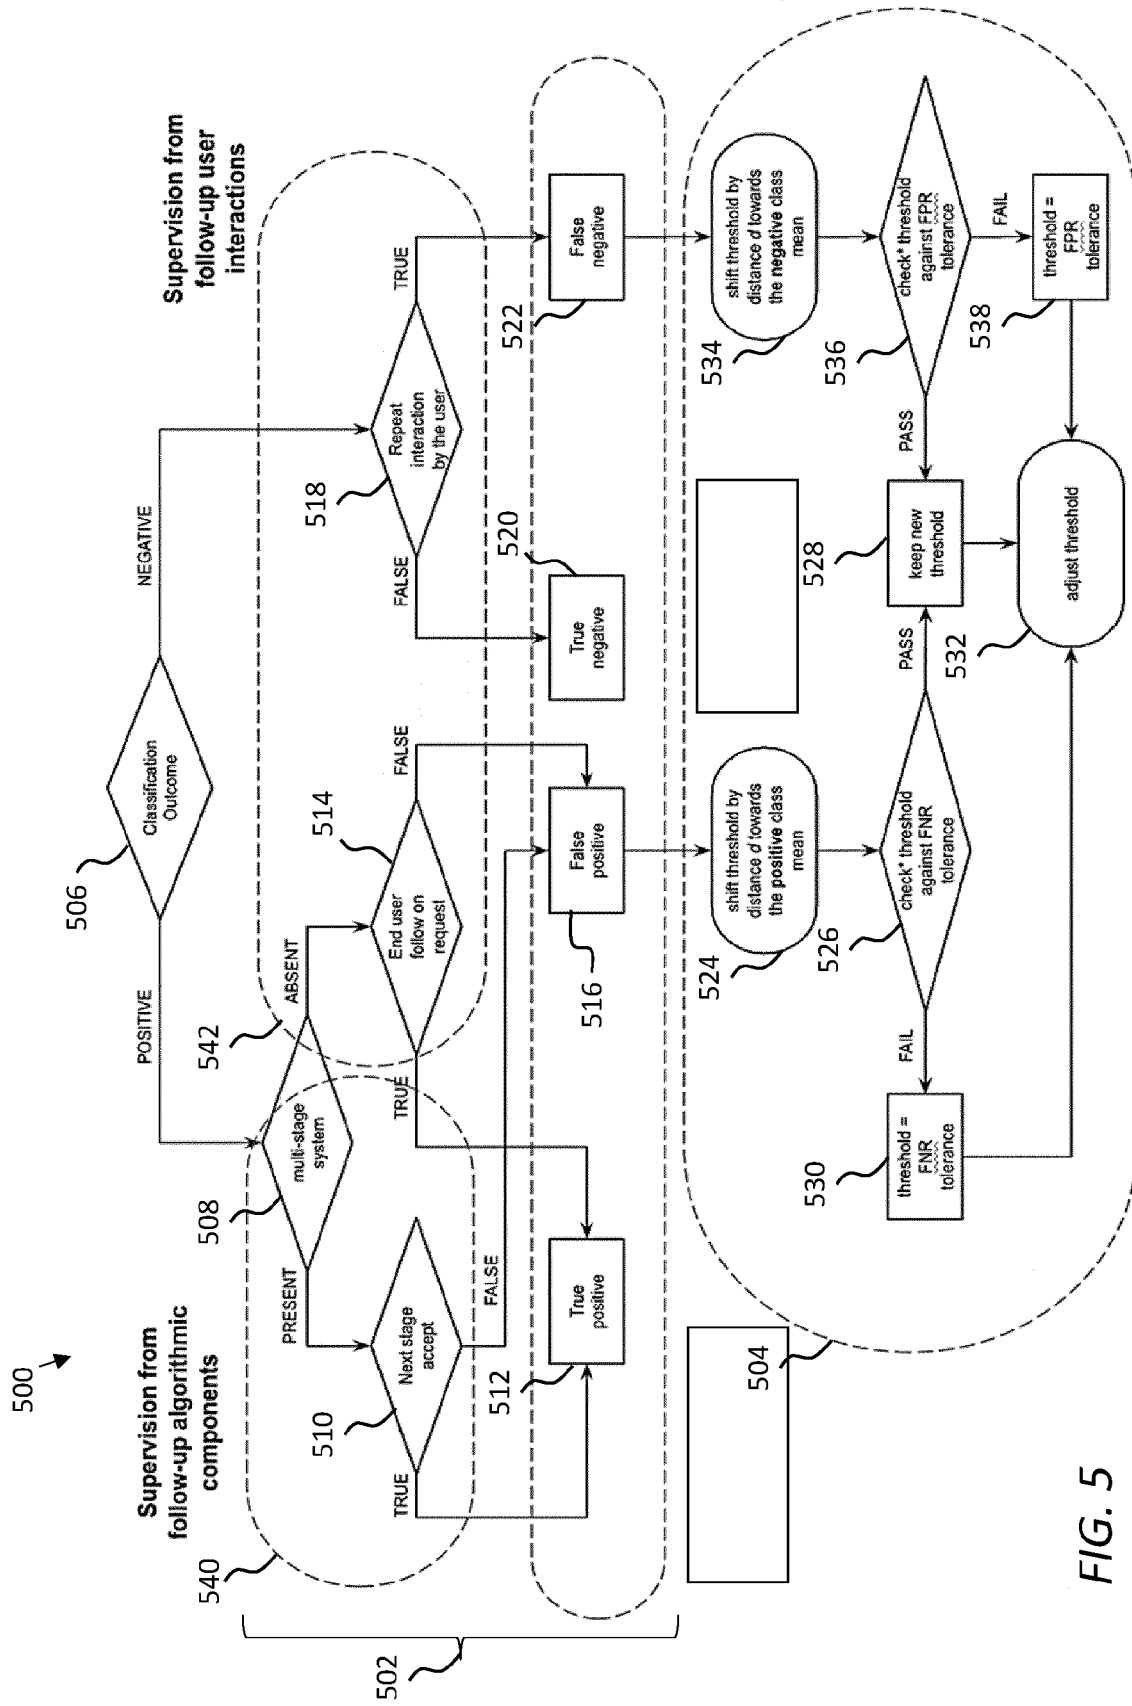 500
Supervision from
follow-up algorithmic
components
Supervision from
follow-up user
interactions
506
Classification
Outcome
POSITIVE
NEGATIVE
540
542
502
508
multi-stage
system
PRESENT
ABSENT
510
Next stage
accept
TRUE
FALSE
514
End user
follow on
request
TRUE
FALSE
518
Repeat
interaction
by the user
FALSE
TRUE
512
True
positive
516
False
positive
520
True
negative
522
False
negative
504
524
shift threshold by
distance d towards
the positive class
mean
534
shift threshold by
distance d towards
the negative class
mean
526
check* threshold
against FNR
tolerance
FAIL
PASS
528
keep new
threshold
536
check* threshold
against FPR
tolerance
PASS
FAIL
530
threshold =
FNR
tolerance
538
threshold =
FPR
tolerance
532
adjust threshold
FIG. 5